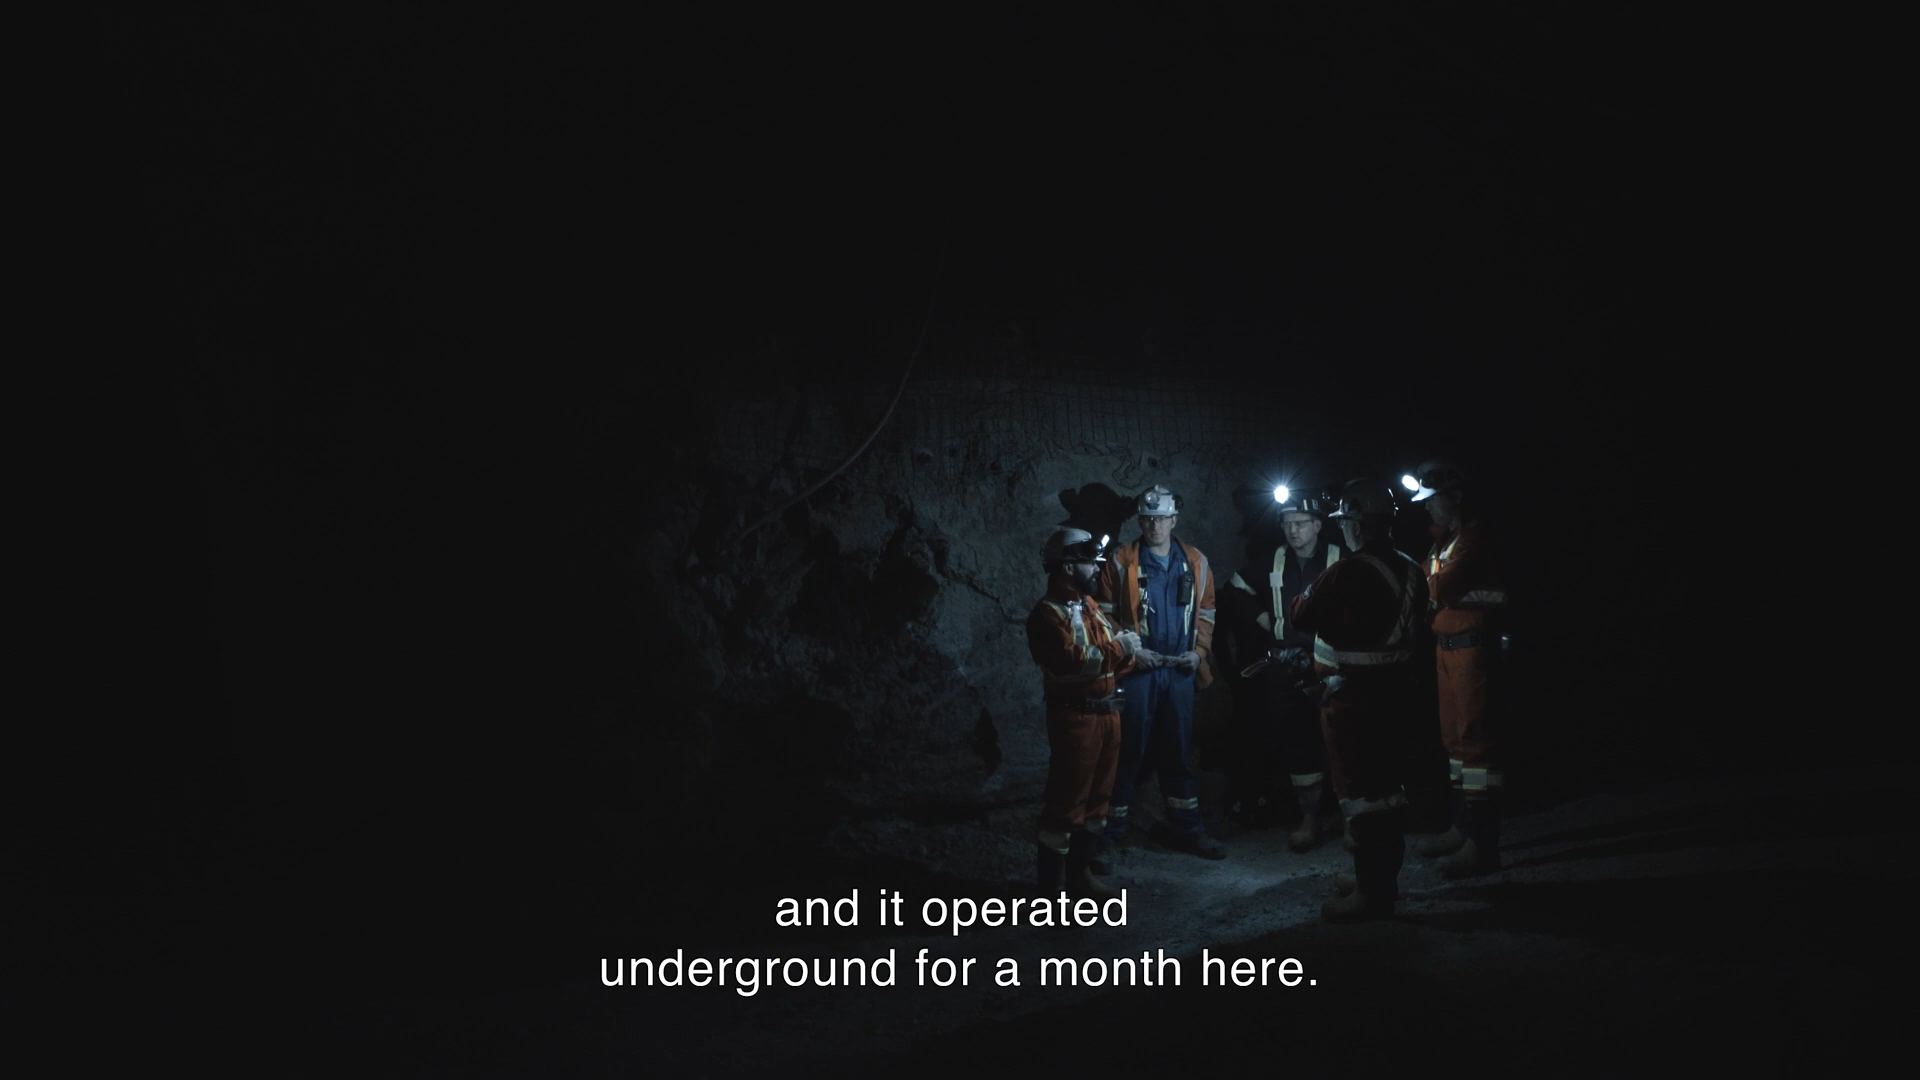 and it operated
underground for a month here.